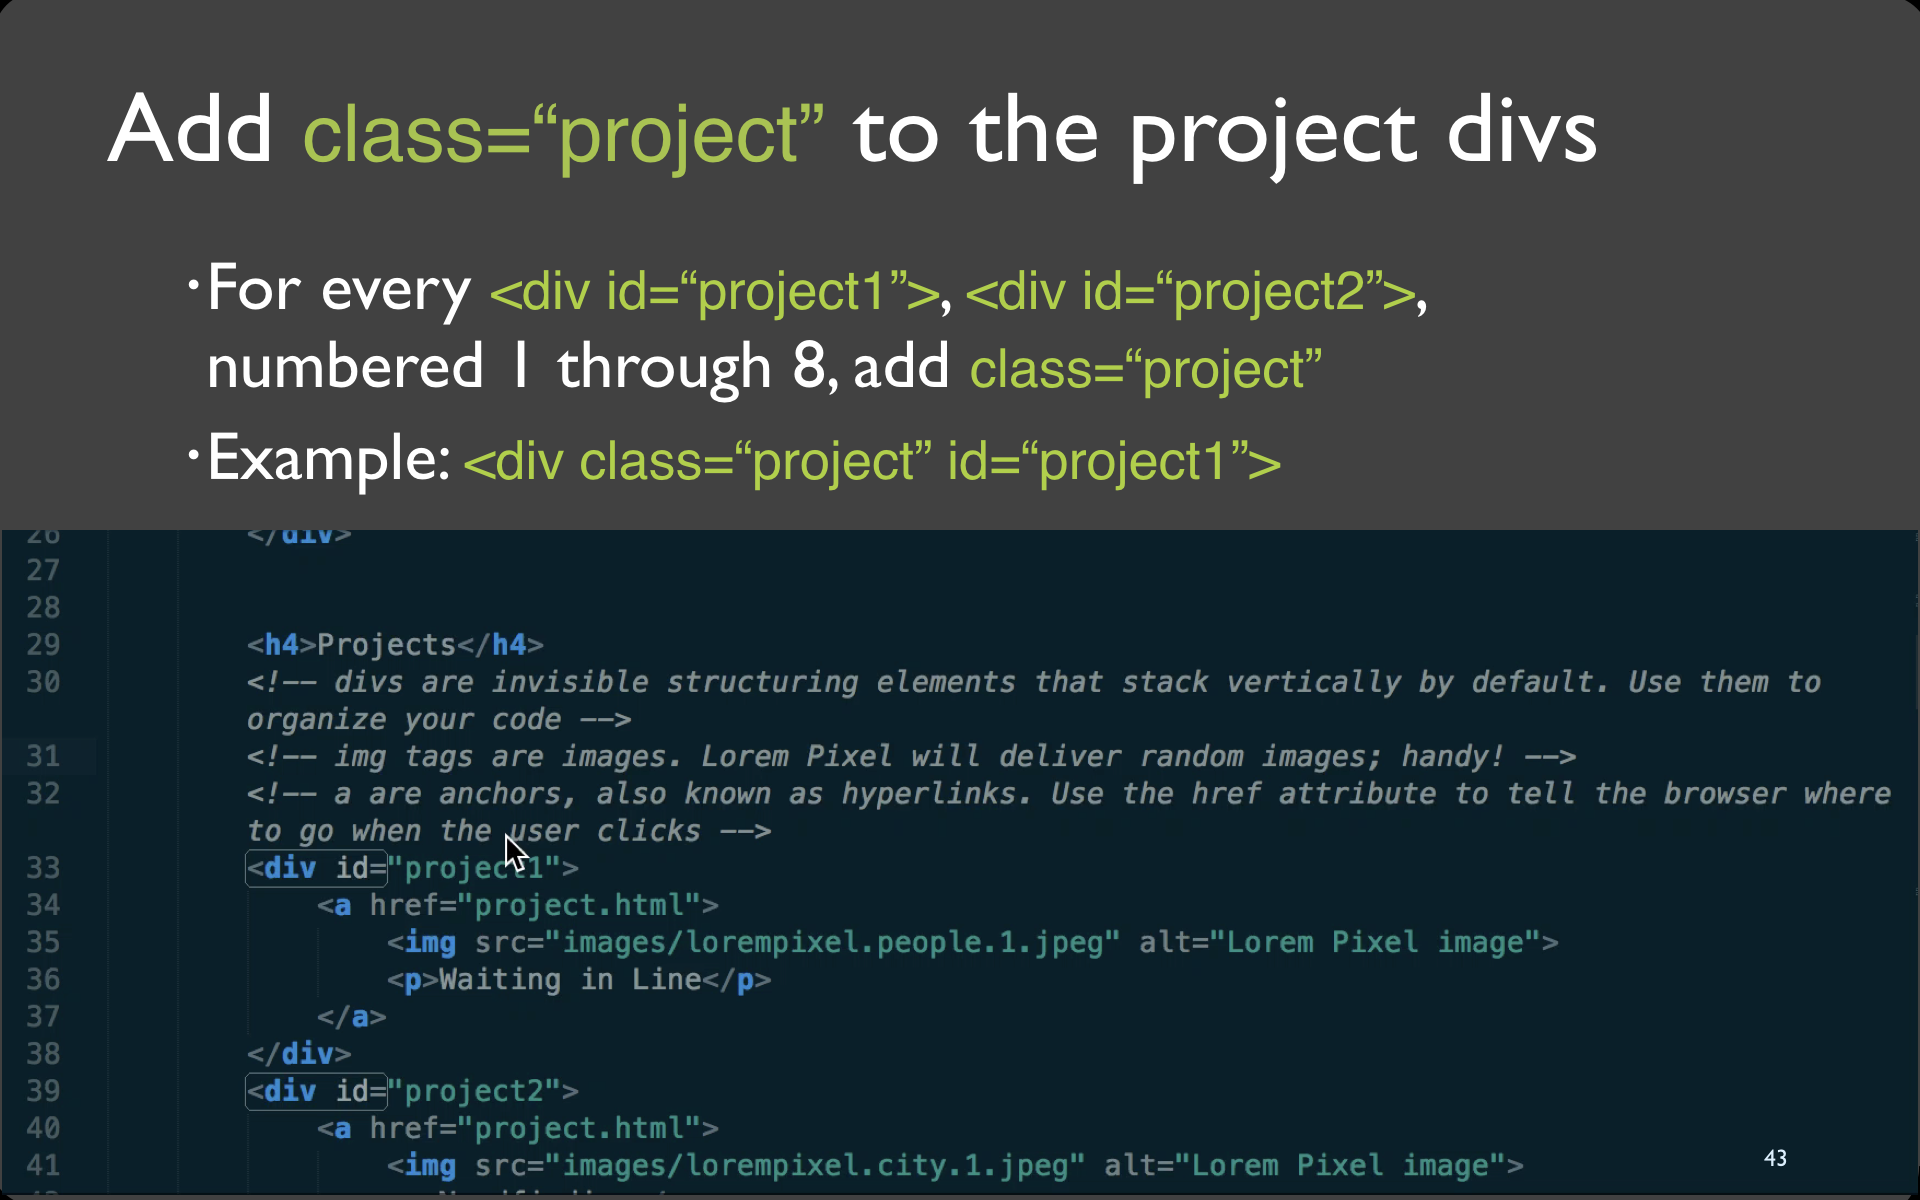 Add class=“project” to the project divs
•For every <div id=“project1”>, <div id=“project2”>,
numbered 1 through 8, add class=“project”
•Example: <div class=“project” id=“project1”>
26 </div>
27
28
29 <h4>Projects</h4>
30 <!-- divs are invisible structuring elements that stack vertically by default. Use them to
organize your code -->
31 <!-- img tags are images. Lorem Pixel will deliver random images; handy! -->
32 <!-- a are anchors, also known as hyperlinks. Use the href attribute to tell the browser where
to go when the user clicks -->
33 <div id="project1">
34 <a href="project.html">
35 <img src="images/lorempixel.people.1.jpeg" alt="Lorem Pixel image">
36 <p>Waiting in Line</p>
37 </a>
38 </div>
39 <div id="project2">
40 <a href="project.html">
41 <img src="images/lorempixel.city.1.jpeg" alt="Lorem Pixel image">
43